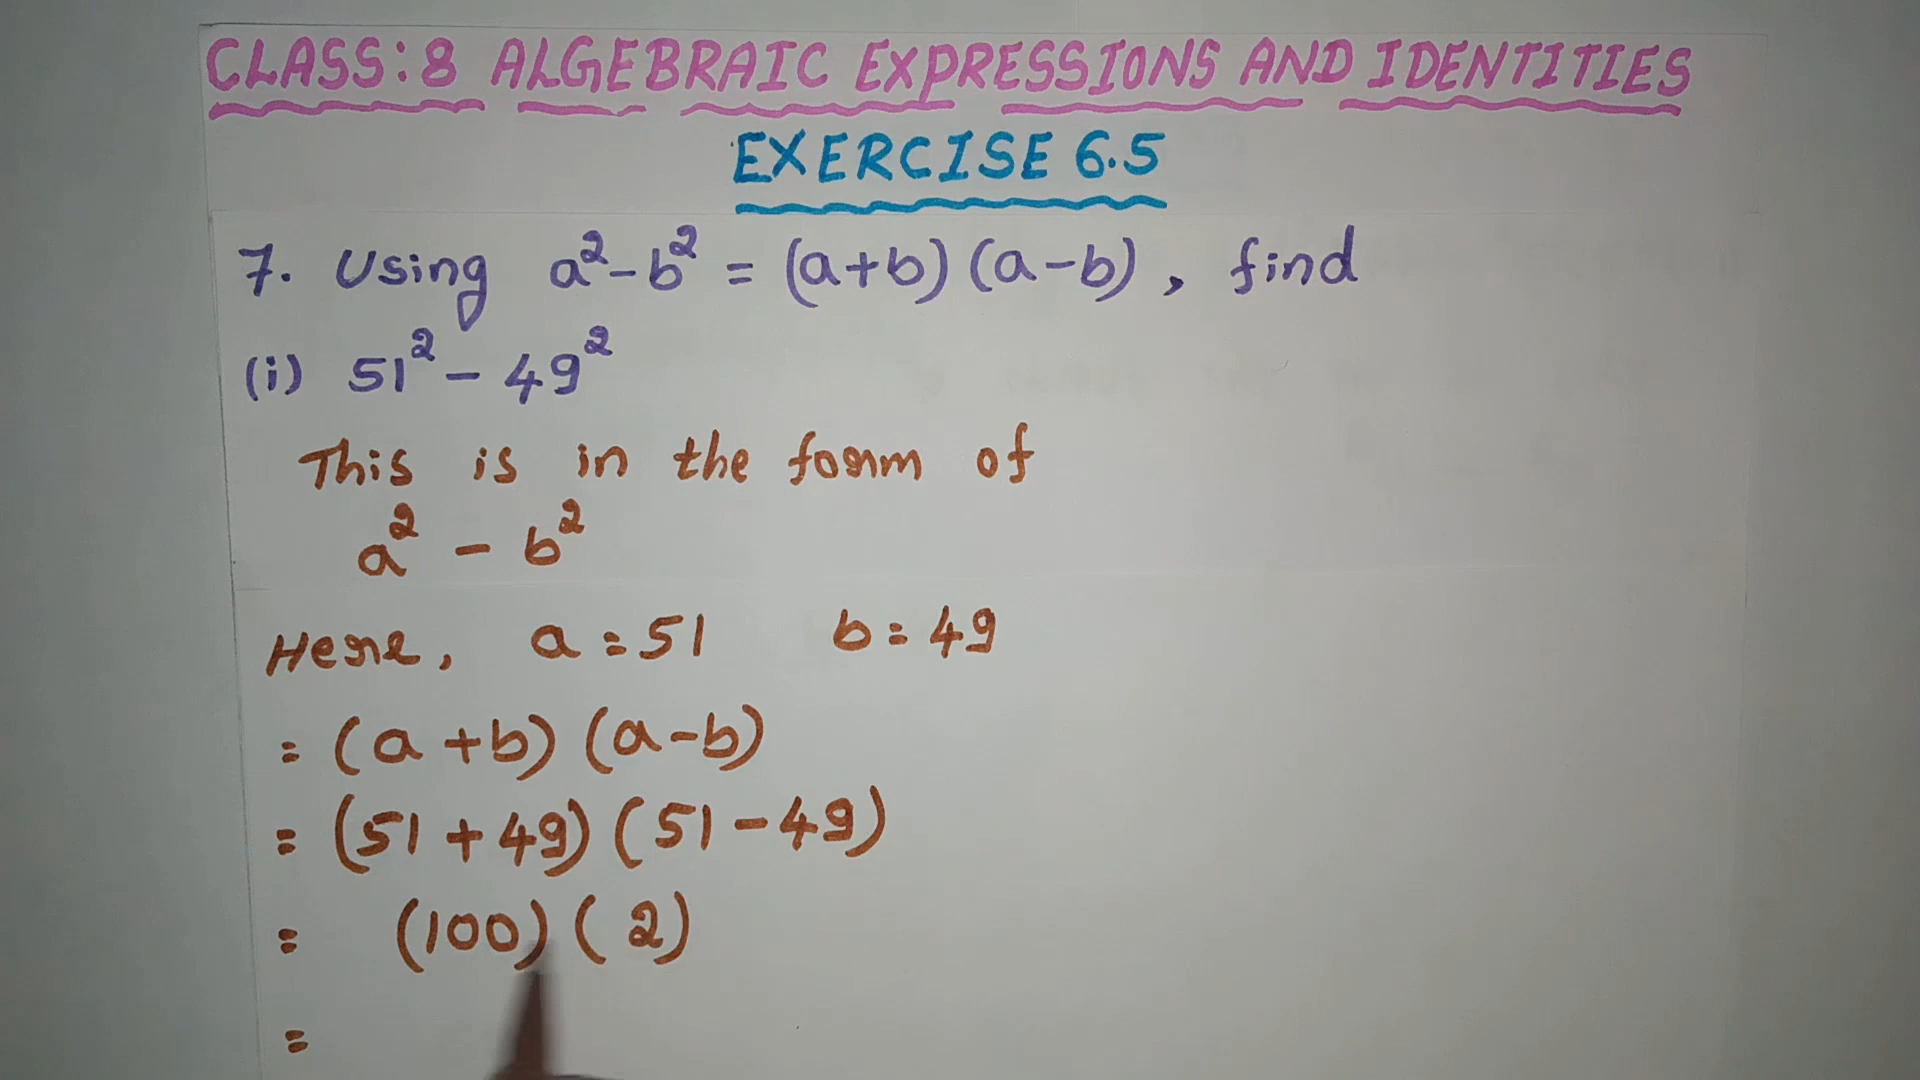 CLASS:8 ALGEBRAIC EXPRESSIONS AND IDENTITIES
EXERCISE 6.5
7. Using a²-b² = (a+b) (a-b), find
(i) 51² - 49²
This is in the form of
a² - b²
Here, a=51 b=49
= (a+b) (a-b)
= (51+49) (51-49)
= (100) (2)
=